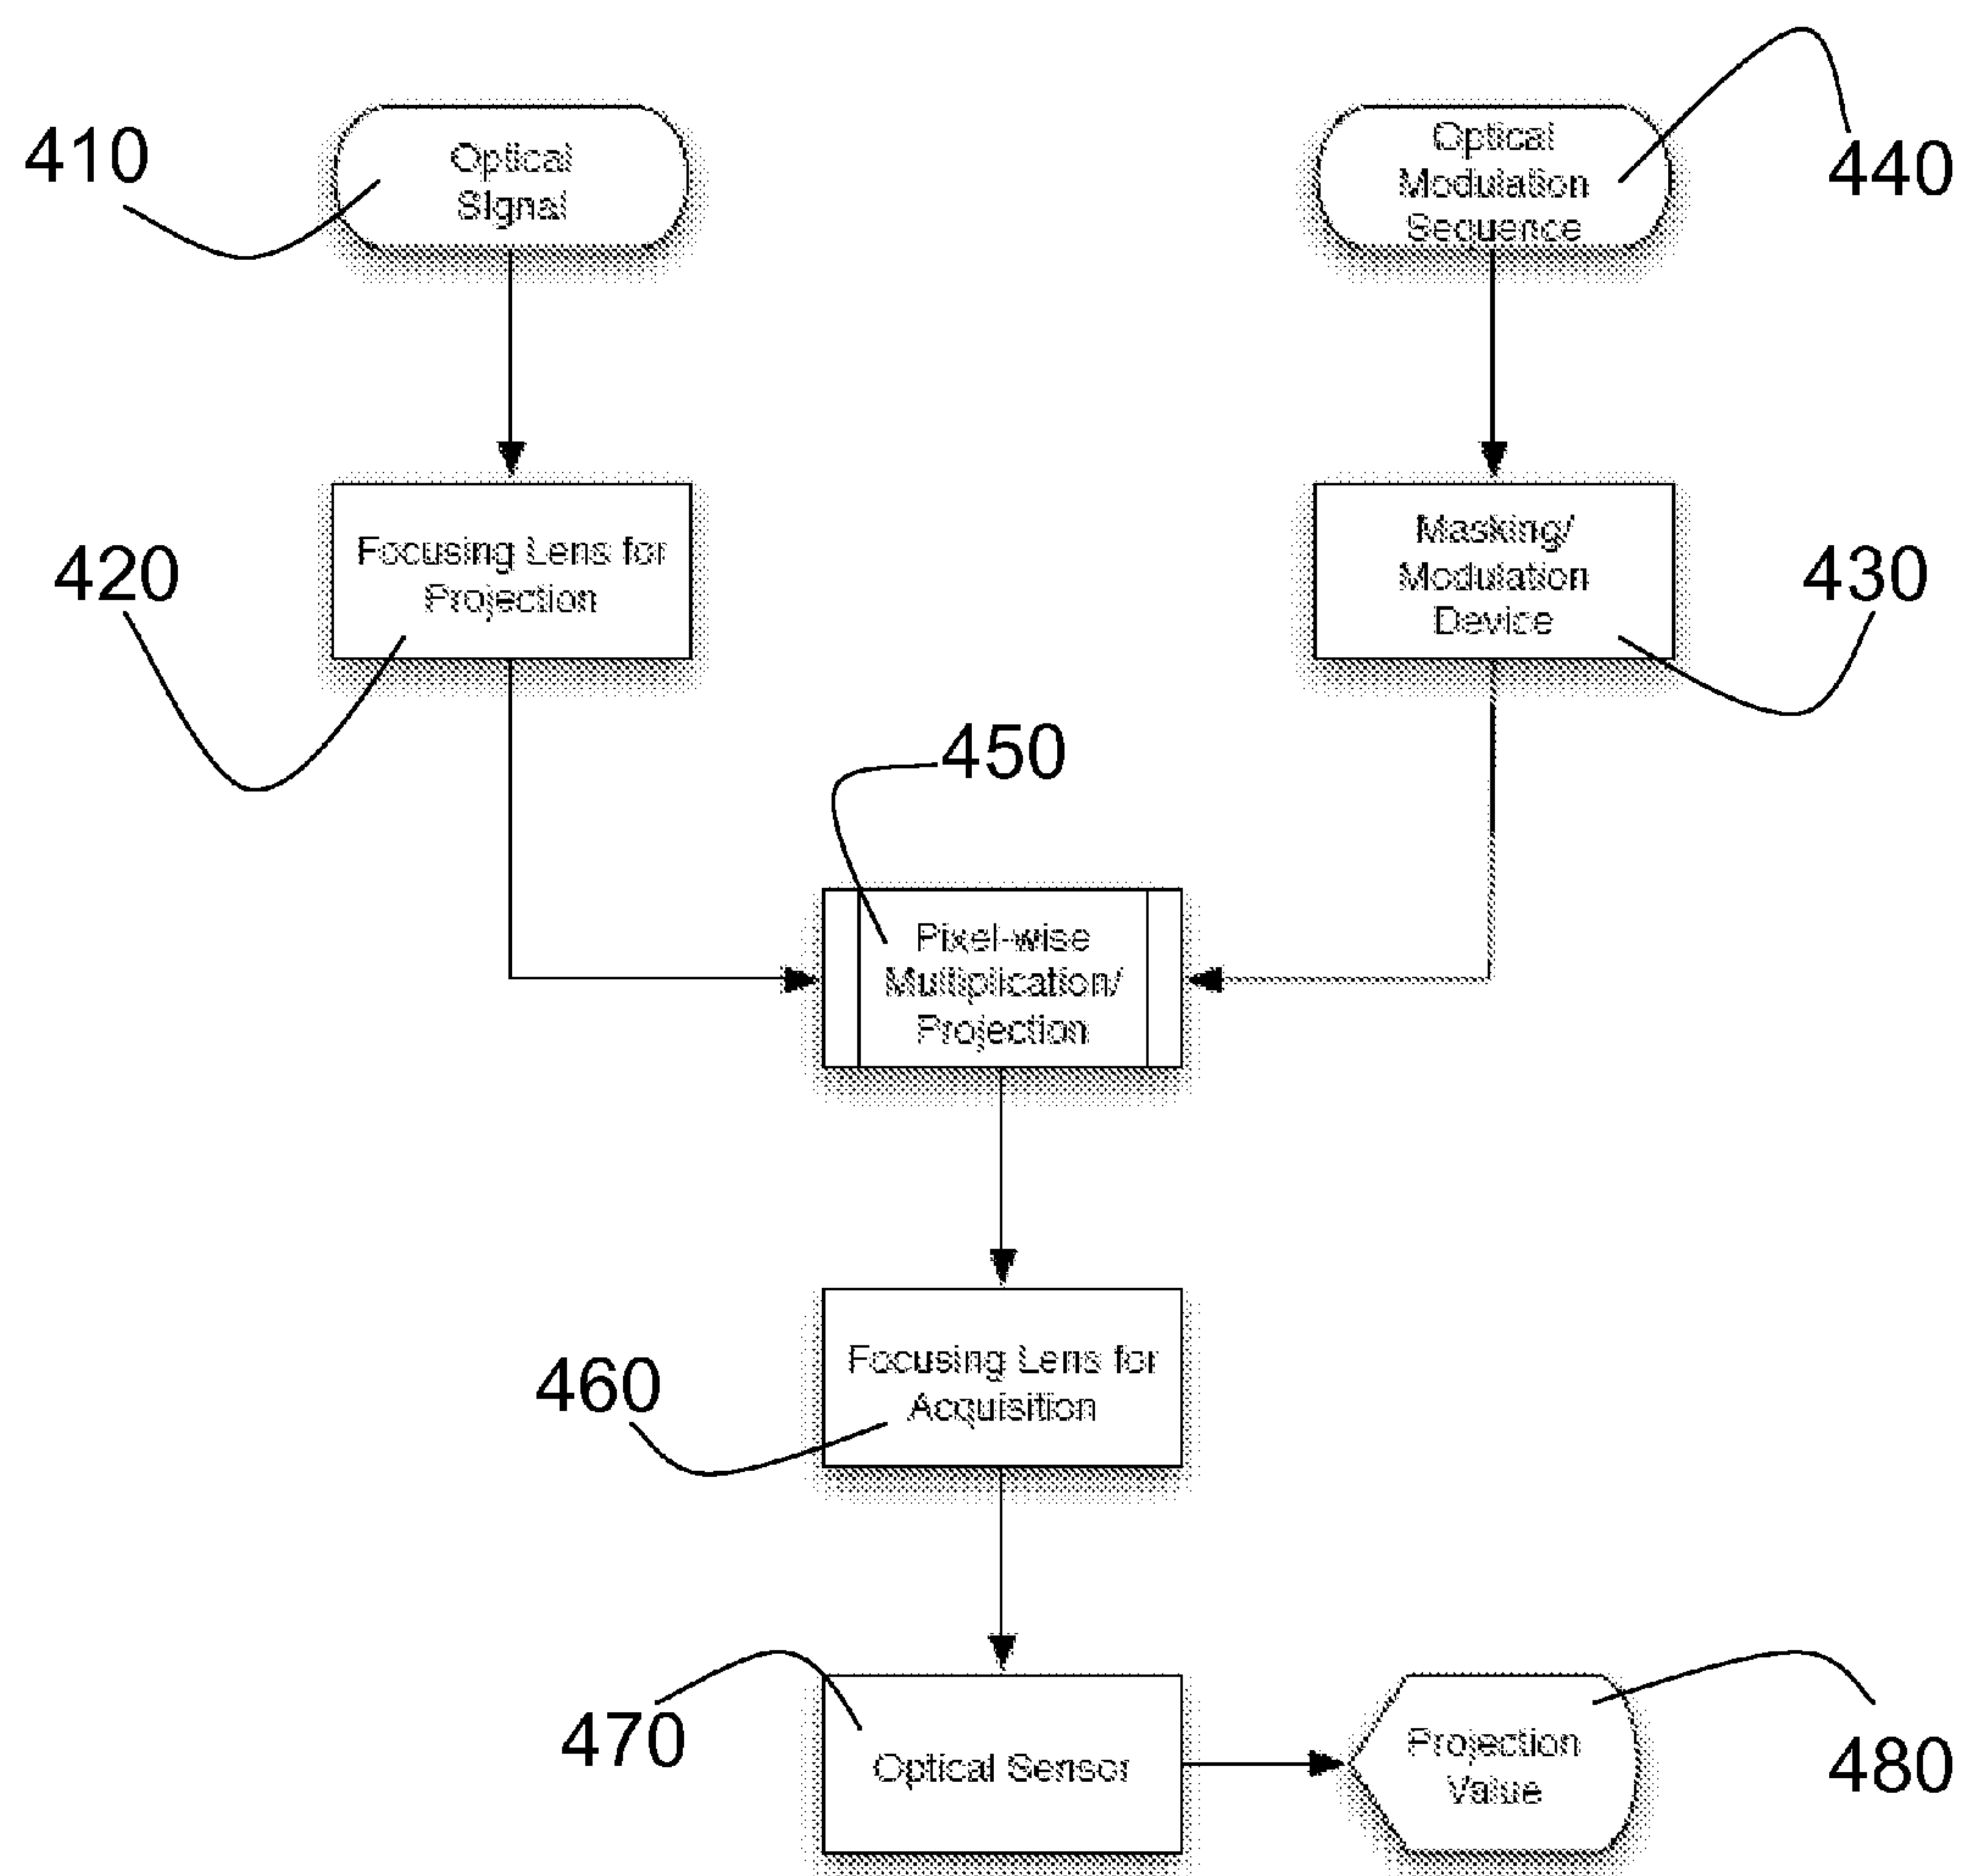 410
Optical
Signal
Optical
Modulation
Sequence
440
420
Focusing Lens for
Projection
Masking/
Modulation
Device
430
450
Pixel-wise
Multiplication/
Projection
460
Focusing Lens for
Acquisition
470
Optical Sensor
Projection
Value
480